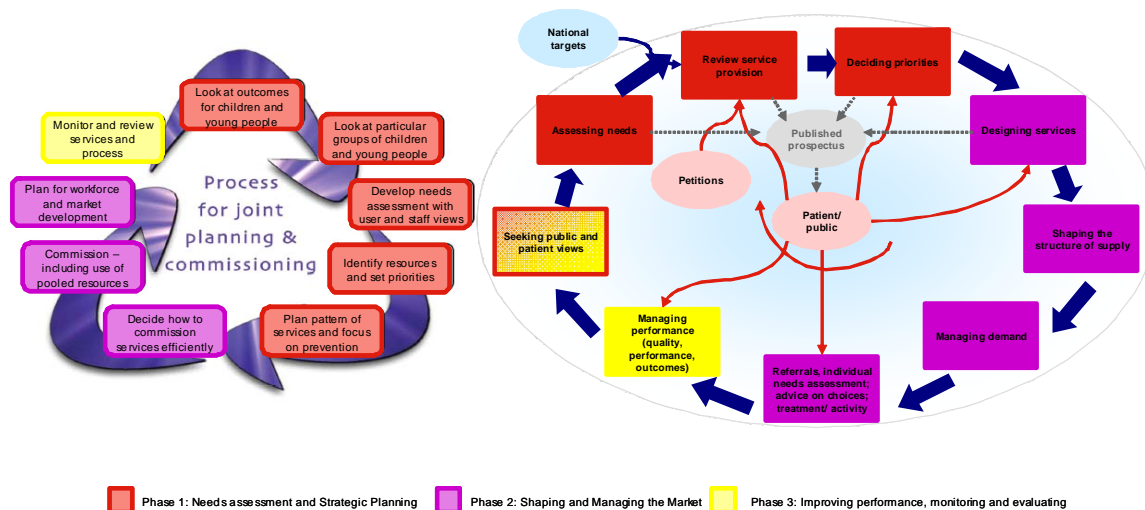 Look at outcomes
for children and
young people
Look at particular
groups of children
and young people
Develop needs
assessment with
user and staff views
Identify resources
and set priorities
Plan pattern of
services and focus
on prevention
Decide how to
commission
services efficiently
Commission –
including use of
pooled resources
Plan for workforce
and market
development
Monitor and review
services and
process
Process
for joint
planning &
commissioning
National
targets
Review service
provision
Deciding priorities
Assessing needs
Published
prospectus
Designing services
Petitions
Patient/
public
Seeking public and
patient views
Shaping the
structure of supply
Managing
performance
(quality,
performance,
outcomes)
Managing demand
Referrals, individual
needs assessment;
advice on choices;
treatment/ activity
Phase 1: Needs assessment and Strategic Planning
Phase 2: Shaping and Managing the Market
Phase 3: Improving performance, monitoring and evaluating